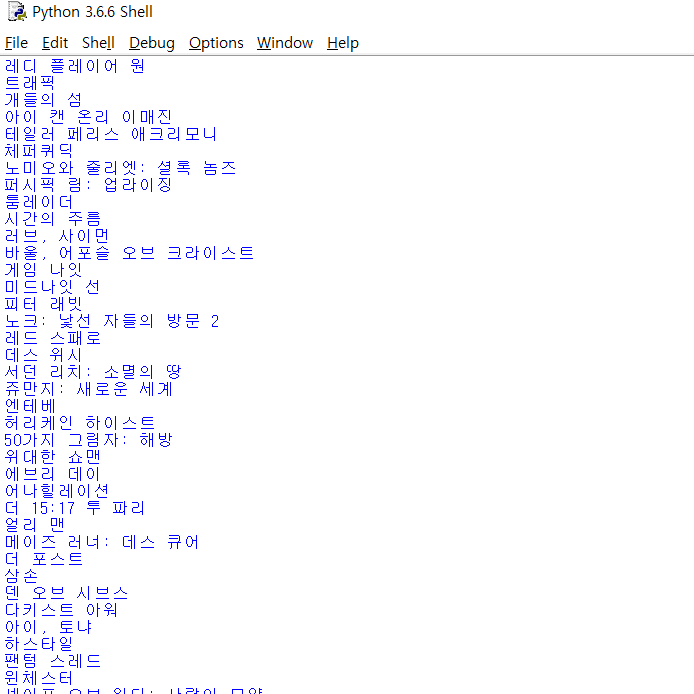 Python 3.6.6 Shell
File Edit Shell Debug Options Window Help
레디 플레이어 원
트래픽
개들의 섬
아이 캔 온리 이매진
테일러 페리스 애크리모니
체퍼퀴딕
노미오와 줄리엣: 셜록 놈즈
퍼시픽 림: 업라이징
툼레이더
시간의 주름
러브, 사이먼
바울, 어포슬 오브 크라이스트
게임 나잇
미드나잇 선
피터 래빗
노크: 낯선 자들의 방문 2
레드 스패로
데스 위시
서던 리치: 소멸의 땅
쥬만지: 새로운 세계
엔테베
허리케인 하이스트
50가지 그림자: 해방
위대한 쇼맨
에브리 데이
어나힐레이션
더 15:17 투 파리
얼리 맨
메이즈 러너: 데스 큐어
더 포스트
삼손
덴 오브 시브스
다키스트 아워
아이, 토냐
하스타일
팬텀 스레드
윈체스터